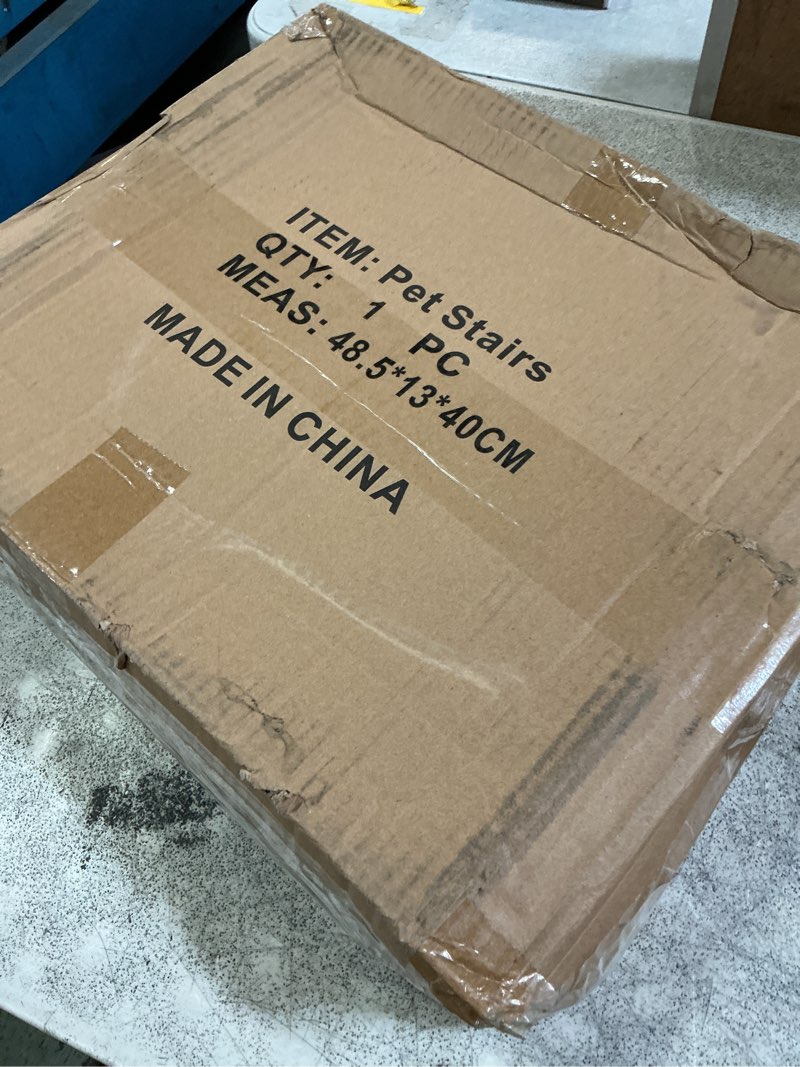 ITEM: Pet Stairs
QTY: 1 PC
MEAS: 48.5*13*40CM
MADE IN CHINA